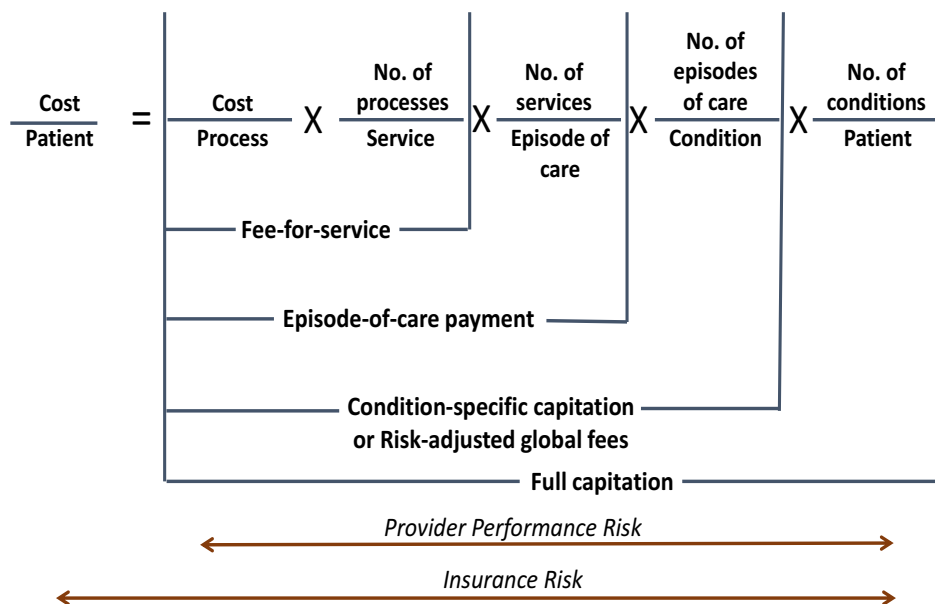 Cost
Patient
=
Cost
Process
X
No. of
processes
Service
X
No. of
services
Episode of
care
X
No. of
episodes
of care
Condition
X
No. of
conditions
Patient
Fee-for-service
Episode-of-care payment
Condition-specific capitation
or Risk-adjusted global fees
Full capitation
Provider Performance Risk
Insurance Risk